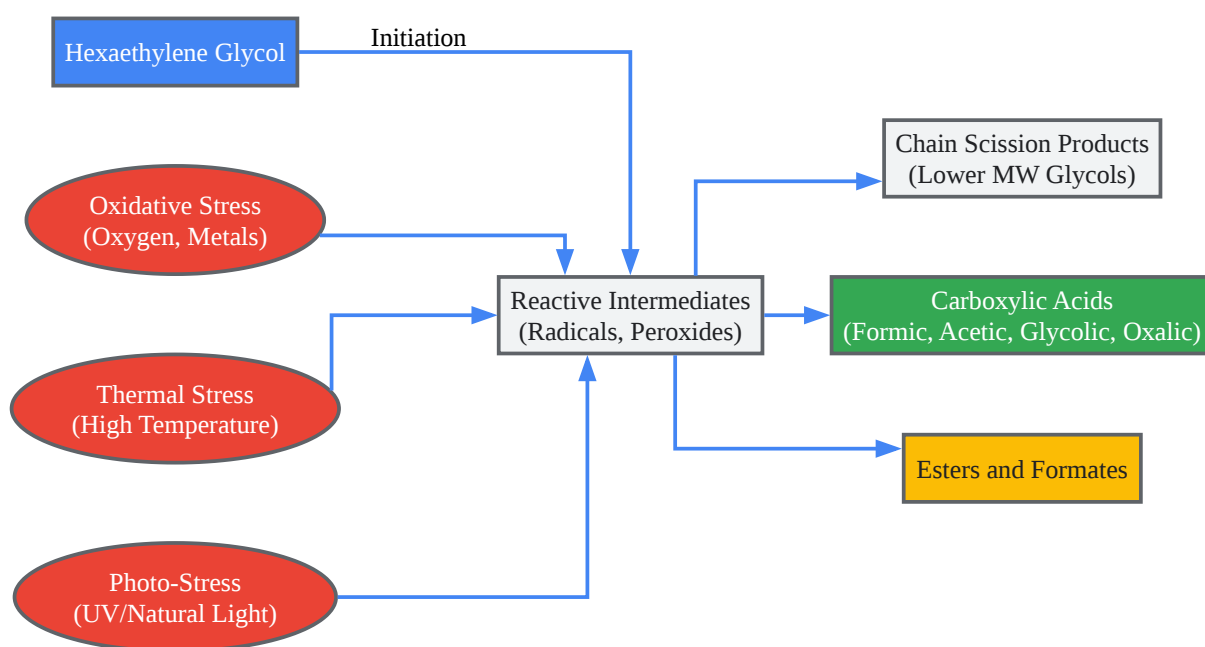 Hexaethylene Glycol
Initiation
Oxidative Stress
(Oxygen, Metals)
Thermal Stress
(High Temperature)
Photo-Stress
(UV/Natural Light)
Reactive Intermediates
(Radicals, Peroxides)
Chain Scission Products
(Lower MW Glycols)
Carboxylic Acids
(Formic, Acetic, Glycolic, Oxalic)
Esters and Formates